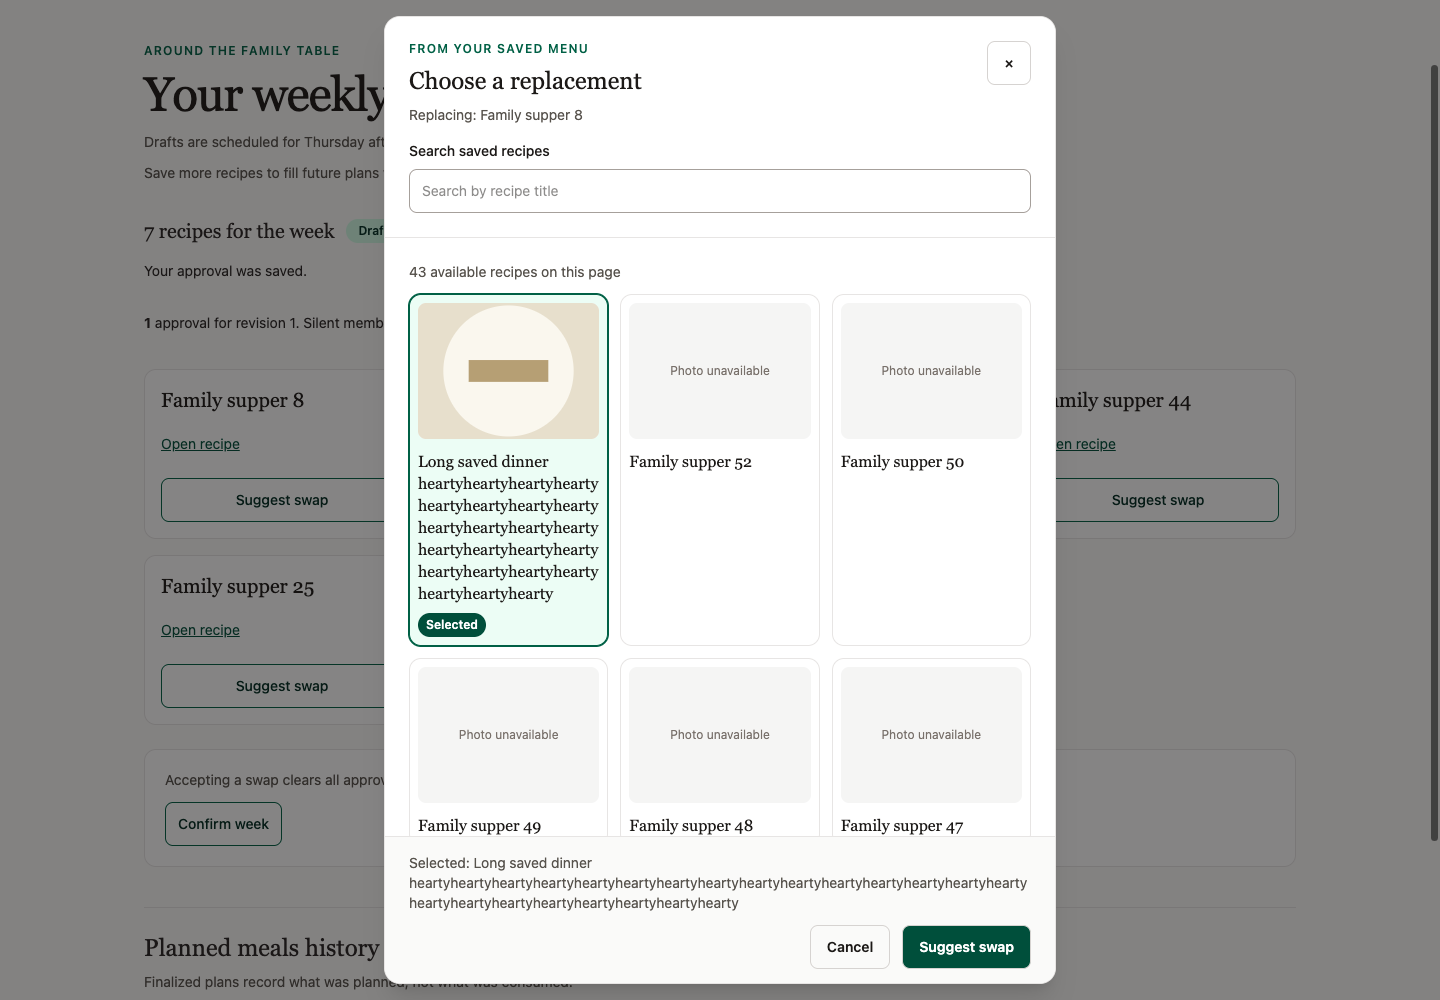 AROUND THE FAMILY TABLE
Your weekly
Drafts are scheduled for Thursday aft
Save more recipes to fill future plans
7 recipes for the week
Draf
Your approval was saved.
1 approval for revision 1. Silent memb
Family supper 8
Open recipe
Suggest swap
Family supper 25
Open recipe
Suggest swap
Accepting a swap clears all approv
Confirm week
Planned meals history
Finalized plans record what was planned, not what was consumed.
amily supper 44
en recipe
Suggest swap
FROM YOUR SAVED MENU
Choose a replacement
×
Replacing: Family supper 8
Search saved recipes
Search by recipe title
43 available recipes on this page
Long saved dinner
heartyheartyheartyhearty
heartyheartyheartyhearty
heartyheartyheartyhearty
heartyheartyheartyhearty
heartyheartyheartyhearty
heartyheartyhearty
Selected
Photo unavailable
Family supper 52
Photo unavailable
Family supper 50
Photo unavailable
Family supper 49
Photo unavailable
Family supper 48
Photo unavailable
Family supper 47
Selected: Long saved dinner
heartyheartyheartyheartyheartyheartyheartyheartyheartyheartyheartyheartyheartyheartyhearty
heartyheartyheartyheartyheartyheartyheartyhearty
Cancel
Suggest swap